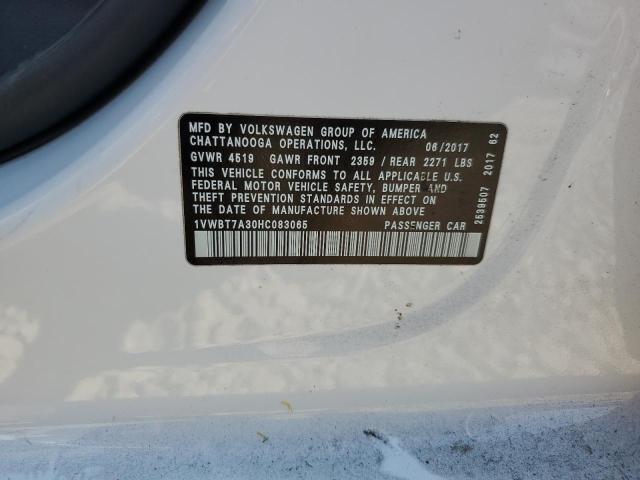 MFD BY VOLKSWAGEN GROUP OF AMERICA
CHATTANOOGA OPERATIONS, LLC. 06/2017
GVWR 4519 GAWR FRONT 2359 / REAR 2271 LBS
THIS VEHICLE CONFORMS TO ALL APPLICABLE U.S.
FEDERAL MOTOR VEHICLE SAFETY, BUMPER AND
THEFT PREVENTION STANDARDS IN EFFECT ON
THE DATE OF MANUFACTURE SHOWN ABOVE
1VWBT7A30HC083065 PASSENGER CAR
2539507 2017 62